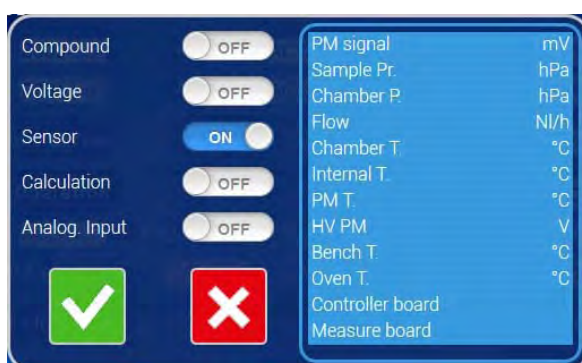 Compound OFF
Voltage OFF
Sensor ON
Calculation OFF
Analog. Input OFF
PM signal mV
Sample Pr. hPa
Chamber P. hPa
Flow Nl/h
Chamber T. °C
Internal T. °C
PM T. °C
HV PM V
Bench T. °C
Oven T. °C
Controller board
Measure board